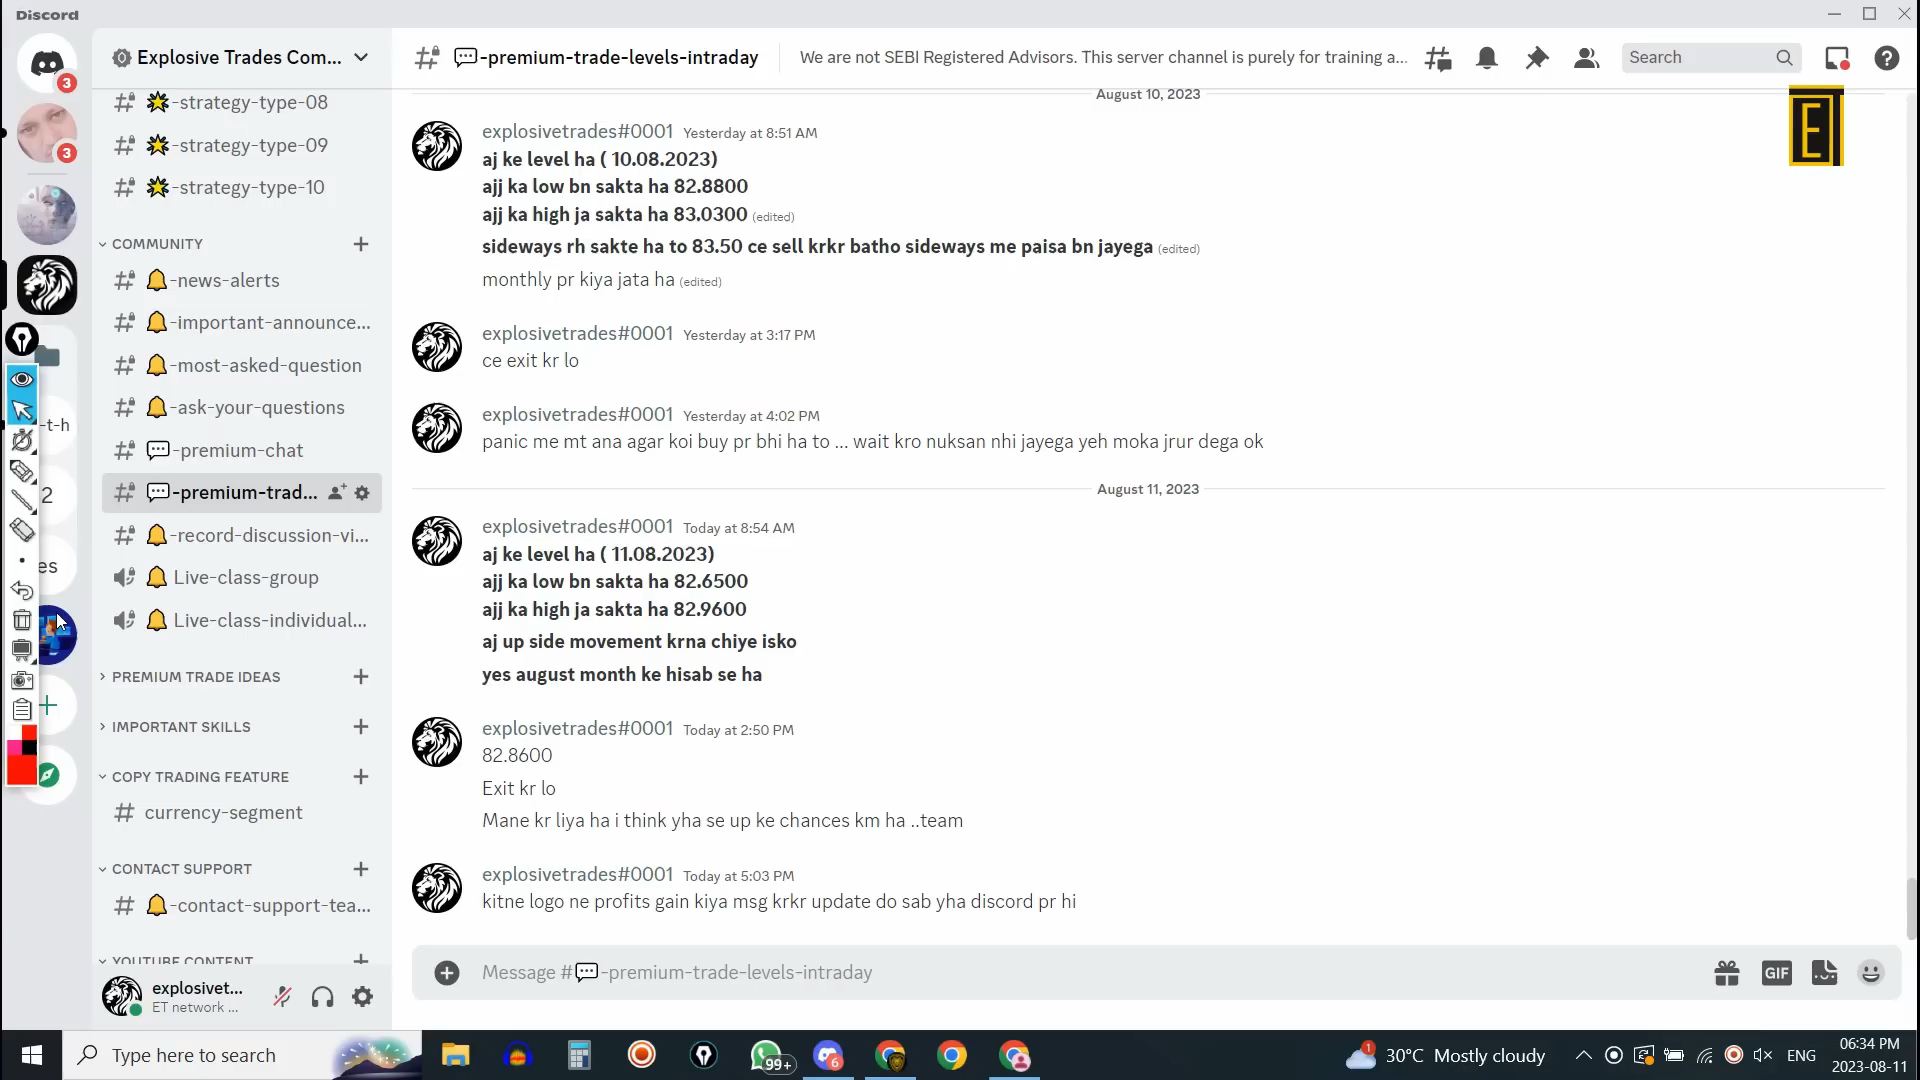 Discord
Explosive Trades Com...
-premium-trade-levels-intraday
We are not SEBI Registered Advisors. This server channel is purely for training a...
Search
3
3
-strategy-type-08
-strategy-type-09
-strategy-type-10
COMMUNITY
-news-alerts
-important-announce...
-most-asked-question
-ask-your-questions
-premium-chat
-premium-trad...
-record-discussion-vi...
Live-class-group
Live-class-individual...
PREMIUM TRADE IDEAS
IMPORTANT SKILLS
COPY TRADING FEATURE
currency-segment
CONTACT SUPPORT
-contact-support-tea...
YOUTUBE CONTENT
-t-h
2
es
explosivet...
ET network ...
August 10, 2023
ET
explosivetrades#0001 Yesterday at 8:51 AM
aj ke level ha ( 10.08.2023)
ajj ka low bn sakta ha 82.8800
ajj ka high ja sakta ha 83.0300 (edited)
sideways rh sakte ha to 83.50 ce sell krkr batho sideways me paisa bn jayega (edited)
monthly pr kiya jata ha (edited)
explosivetrades#0001 Yesterday at 3:17 PM
ce exit kr lo
explosivetrades#0001 Yesterday at 4:02 PM
panic me mt ana agar koi buy pr bhi ha to ... wait kro nuksan nhi jayega yeh moka jrur dega ok
August 11, 2023
explosivetrades#0001 Today at 8:54 AM
aj ke level ha ( 11.08.2023)
ajj ka low bn sakta ha 82.6500
ajj ka high ja sakta ha 82.9600
aj up side movement krna chiye isko
yes august month ke hisab se ha
explosivetrades#0001 Today at 2:50 PM
82.8600
Exit kr lo
Mane kr liya ha i think yha se up ke chances km ha ..team
explosivetrades#0001 Today at 5:03 PM
kitne logo ne profits gain kiya msg krkr update do sab yha discord pr hi
Message #-premium-trade-levels-intraday
GIF
Type here to search
99+
6
1
30°C Mostly cloudy
ENG
06:34 PM
2023-08-11